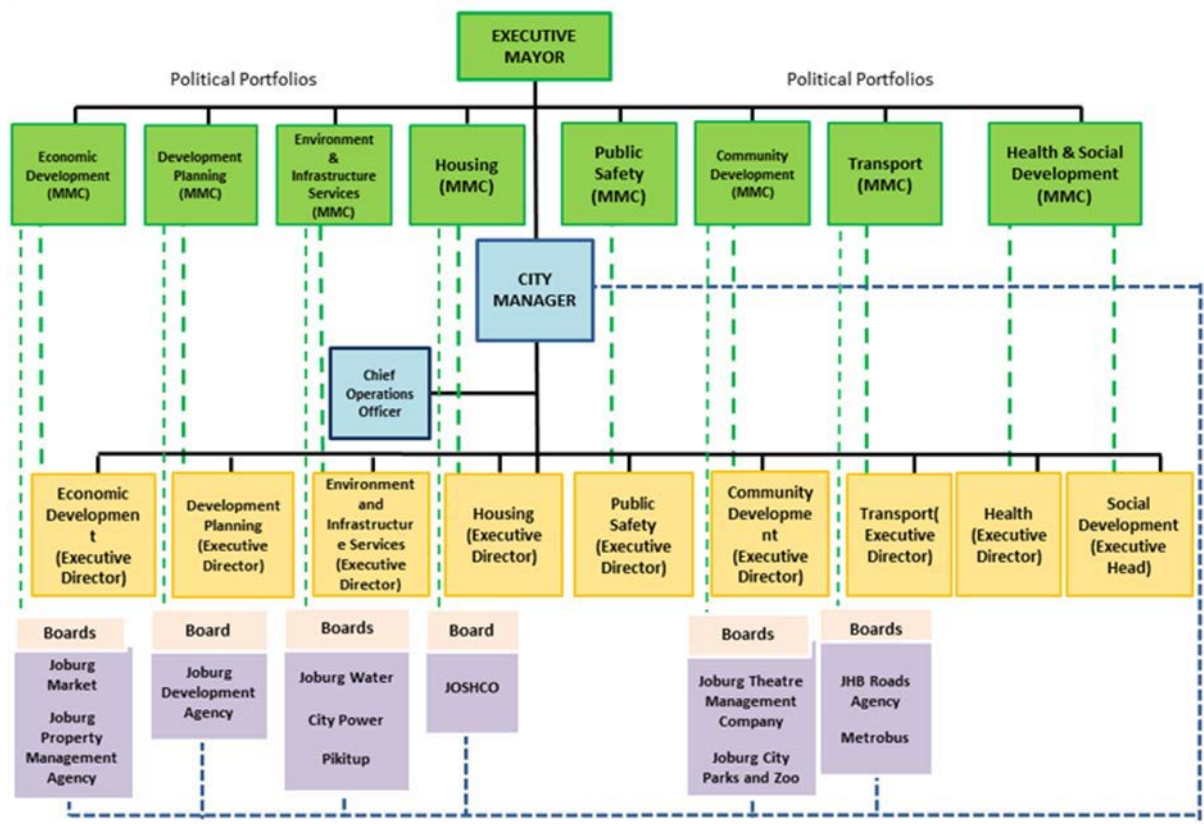 EXECUTIVE
MAYOR
Political Portfolios
Political Portfolios
Economic
Development
(MMC)
Development
Planning
(MMC)
Environment
&
Infrastructure
Services
(MMC)
Housing
(MMC)
Public
Safety
(MMC)
Community
Development
(MMC)
Transport
(MMC)
Health & Social
Development
(MMC)
CITY
MANAGER
Chief
Operations
Officer
Economic
Developmen
t
(Executive
Director)
Development
Planning
(Executive
Director)
Environment
and
Infrastructur
e Services
(Executive
Director)
Housing
(Executive
Director)
Public
Safety
(Executive
Director)
Community
Developme
nt
(Executive
Director)
Transport(
Executive
Director)
Health
(Executive
Director)
Social
Development
(Executive
Head)
Boards
Joburg
Market
Joburg
Property
Management
Agency
Board
Joburg
Development
Agency
Boards
Joburg Water
City Power
Pikitup
Board
JOSHCO
Boards
Joburg Theatre
Management
Company
Joburg City
Parks and Zoo
Boards
JHB Roads
Agency
Metrobus